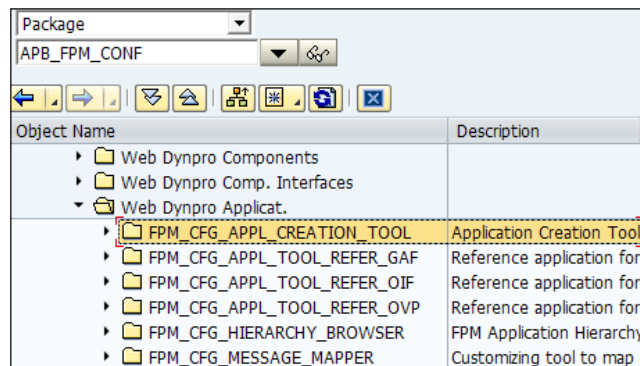 Package
APB_FPM_CONF
Object Name Description
Web Dynpro Components
Web Dynpro Comp. Interfaces
Web Dynpro Applicat.
FPM_CFG_APPL_CREATION_TOOL Application Creation Tool
FPM_CFG_APPL_TOOL_REFER_GAF Reference application for
FPM_CFG_APPL_TOOL_REFER_OIF Reference application for
FPM_CFG_APPL_TOOL_REFER_OVP Reference application for
FPM_CFG_HIERARCHY_BROWSER FPM Application Hierarchy
FPM_CFG_MESSAGE_MAPPER Customizing tool to map